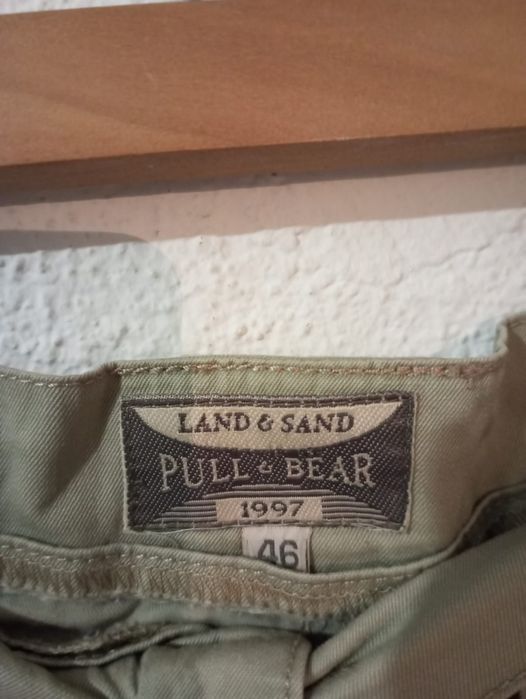 LAND & SAND
PULL & BEAR
1997
46